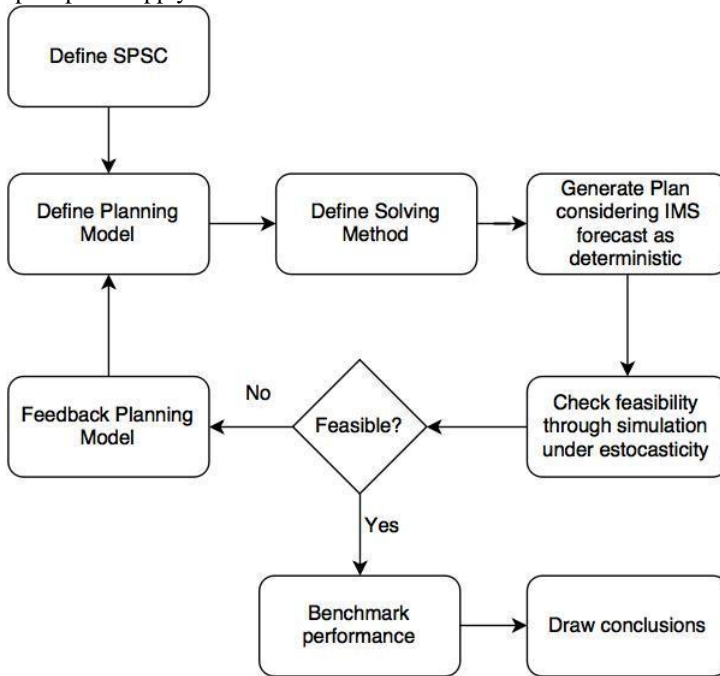 Define SPSC
Define Planning
Model
Define Solving
Method
Generate Plan
considering IMS
forecast as
deterministic
Check feasibility
through simulation
under estocasticity
Feasible?
No
Feedback Planning
Model
Yes
Benchmark
performance
Draw conclusions